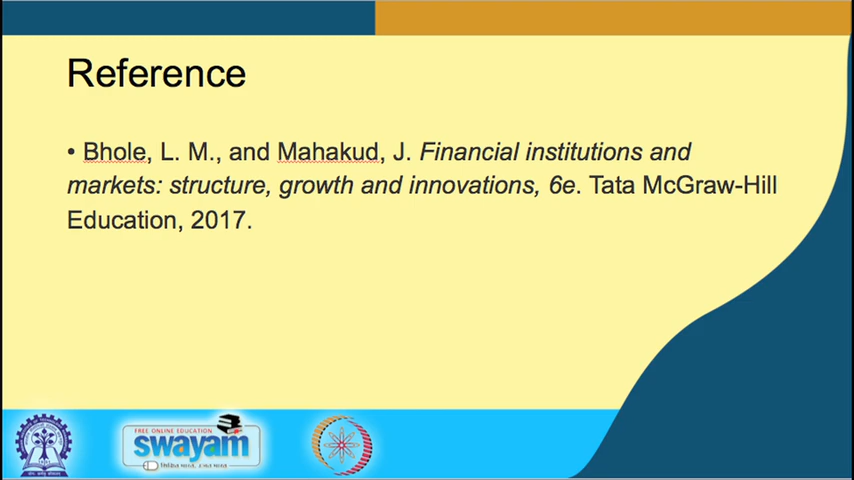 Reference
• Bhole, L. M., and Mahakud, J. Financial institutions and
markets: structure, growth and innovations, 6e. Tata McGraw-Hill
Education, 2017.
FREE ONLINE EDUCATION
swayam